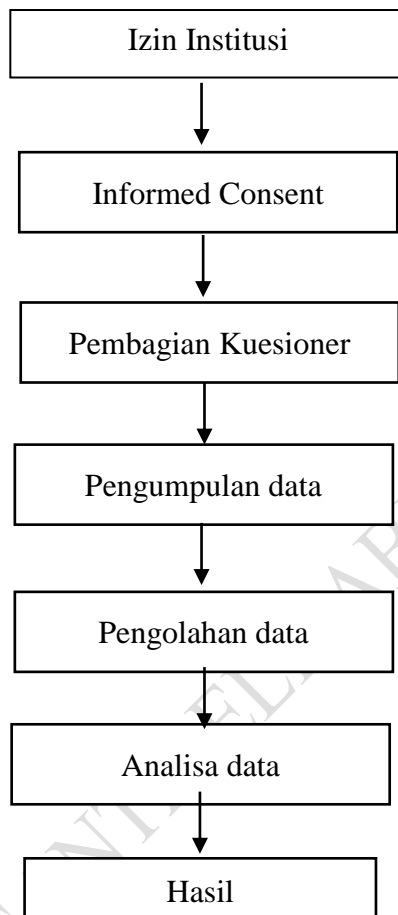 Izin Institusi
Informed Consent
Pembagian Kuesioner
Pengumpulan data
Pengolahan data
Analisa data
Hasil